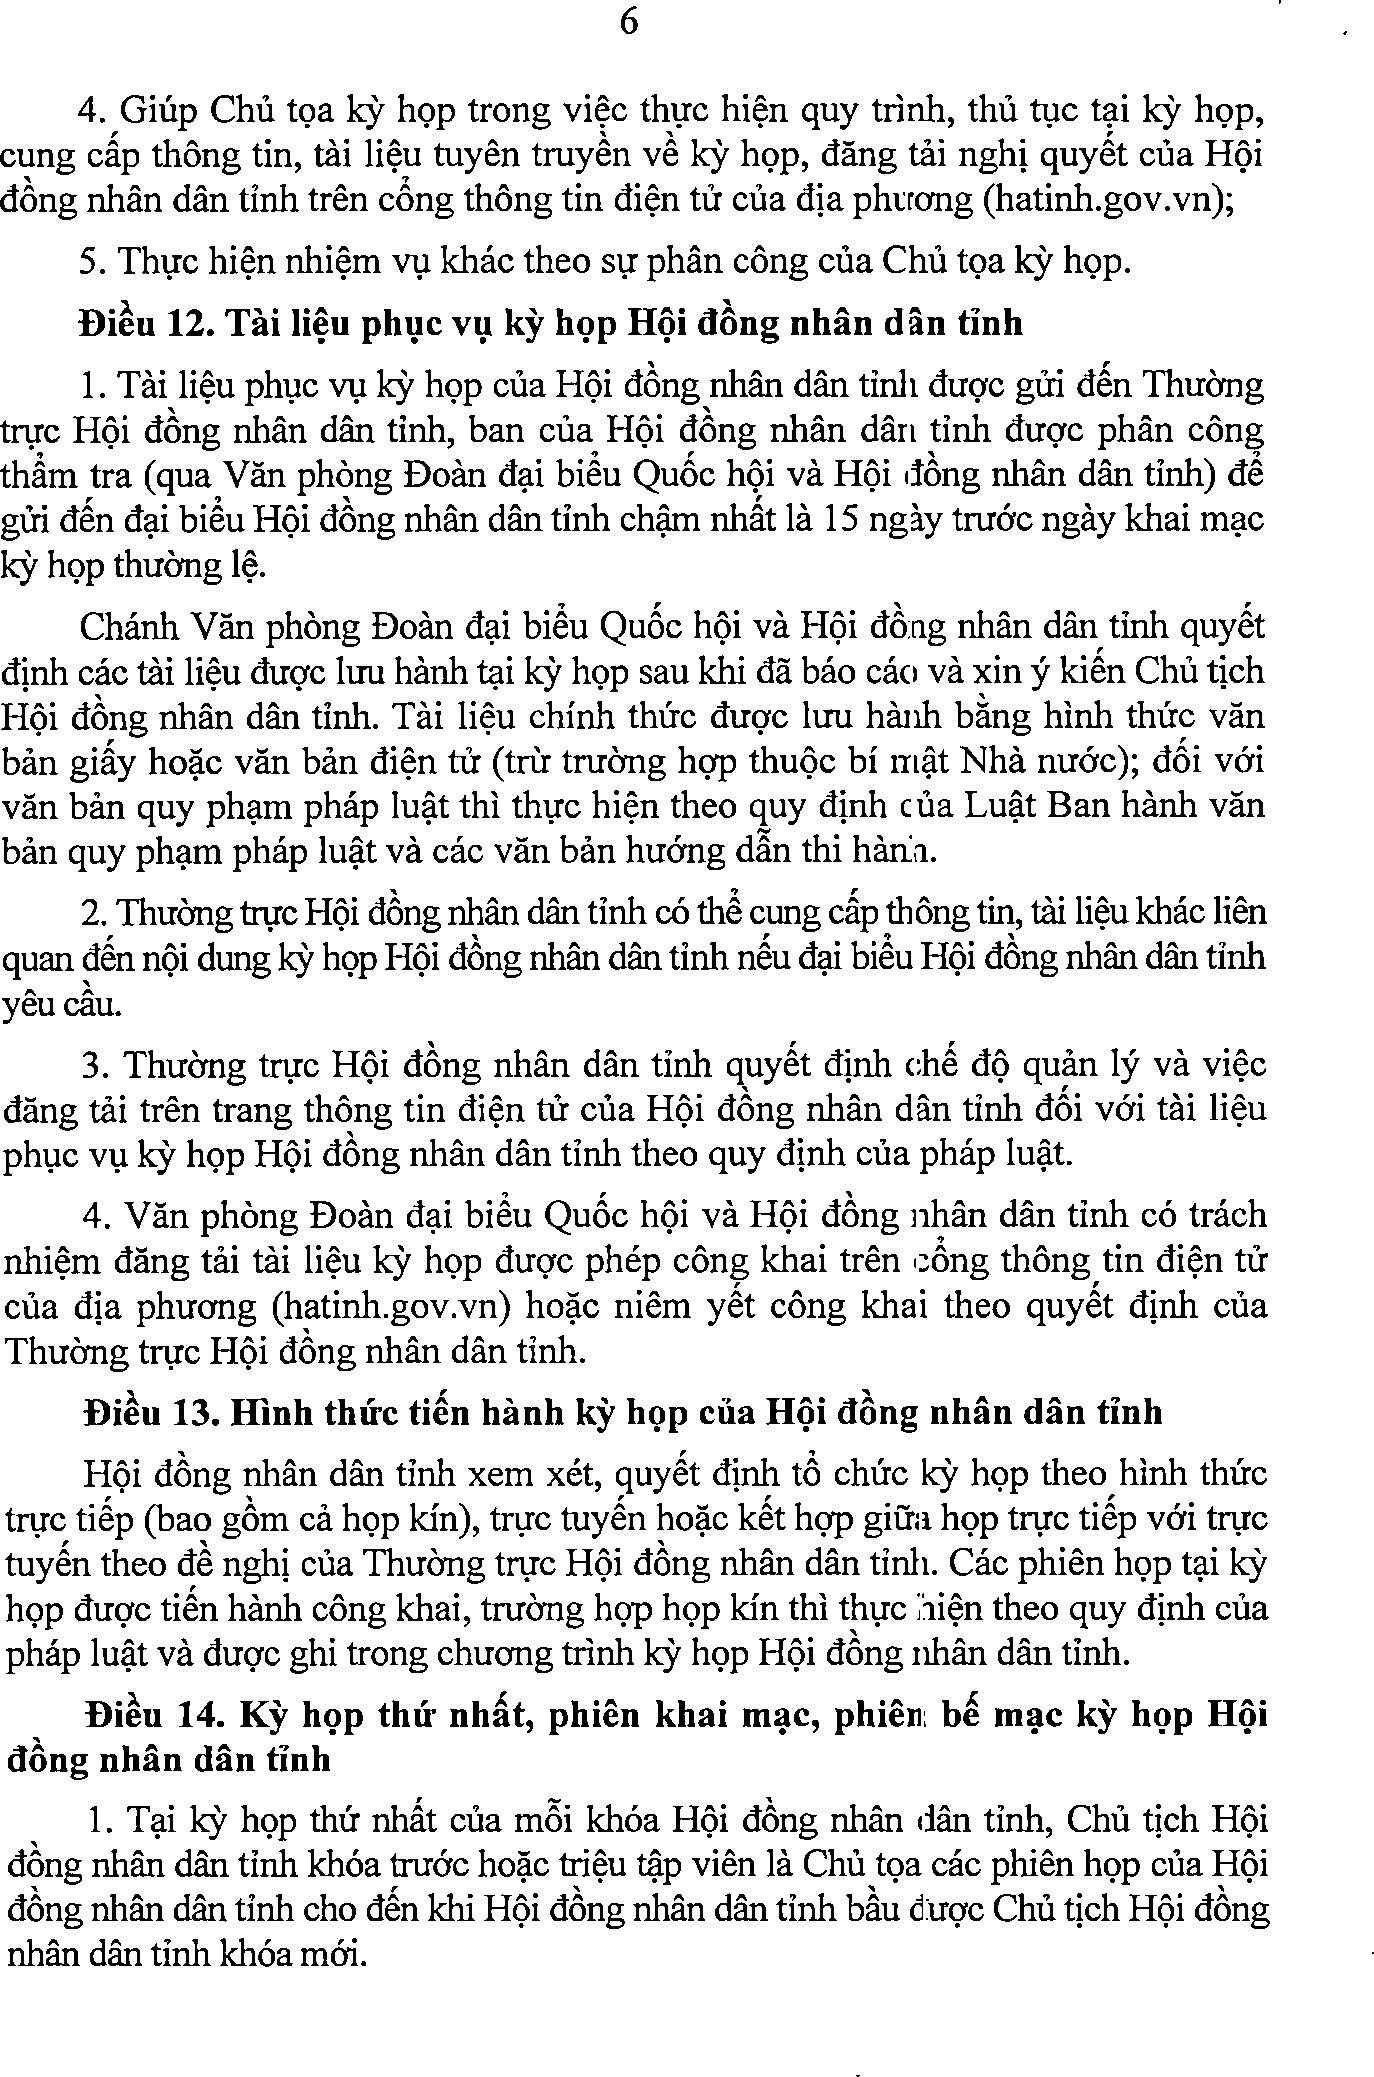 6
4. Giúp Chủ tọa kỳ họp trong việc thực hiện quy trình, thủ tục tại kỳ họp,
cung cấp thông tin, tài liệu tuyên truyền về kỳ họp, đăng tải nghị quyết của Hội
đồng nhân dân tỉnh trên cổng thông tin điện tử của địa phương (hatinh.gov.vn);
5. Thực hiện nhiệm vụ khác theo sự phân công của Chủ tọa kỳ họp.
Điều 12. Tài liệu phục vụ kỳ họp Hội đồng nhân dân tỉnh
1. Tài liệu phục vụ kỳ họp của Hội đồng nhân dân tỉnh được gửi đến Thường
trực Hội đồng nhân dân tỉnh, ban của Hội đồng nhân dân tỉnh được phân công
thẩm tra (qua Văn phòng Đoàn đại biểu Quốc hội và Hội đồng nhân dân tỉnh) để
gửi đến đại biểu Hội đồng nhân dân tỉnh chậm nhất là 15 ngày trước ngày khai mạc
kỳ họp thường lệ.
Chánh Văn phòng Đoàn đại biểu Quốc hội và Hội đồng nhân dân tỉnh quyết
định các tài liệu được lưu hành tại kỳ họp sau khi đã báo cáo và xin ý kiến Chủ tịch
Hội đồng nhân dân tỉnh. Tài liệu chính thức được lưu hành bằng hình thức văn
bản giấy hoặc văn bản điện tử (trừ trường hợp thuộc bí mật Nhà nước); đối với
văn bản quy phạm pháp luật thì thực hiện theo quy định của Luật Ban hành văn
bản quy phạm pháp luật và các văn bản hướng dẫn thi hành.
2. Thường trực Hội đồng nhân dân tỉnh có thể cung cấp thông tin, tài liệu khác liên
quan đến nội dung kỳ họp Hội đồng nhân dân tỉnh nếu đại biểu Hội đồng nhân dân tỉnh
yêu cầu.
3. Thường trực Hội đồng nhân dân tỉnh quyết định chế độ quản lý và việc
đăng tải trên trang thông tin điện tử của Hội đồng nhân dân tỉnh đối với tài liệu
phục vụ kỳ họp Hội đồng nhân dân tỉnh theo quy định của pháp luật.
4. Văn phòng Đoàn đại biểu Quốc hội và Hội đồng nhân dân tỉnh có trách
nhiệm đăng tải tài liệu kỳ họp được phép công khai trên cổng thông tin điện tử
của địa phương (hatinh.gov.vn) hoặc niêm yết công khai theo quyết định của
Thường trực Hội đồng nhân dân tỉnh.
Điều 13. Hình thức tiến hành kỳ họp của Hội đồng nhân dân tỉnh
Hội đồng nhân dân tỉnh xem xét, quyết định tổ chức kỳ họp theo hình thức
trực tiếp (bao gồm cả họp kín), trực tuyến hoặc kết hợp giữa họp trực tiếp với trực
tuyến theo đề nghị của Thường trực Hội đồng nhân dân tỉnh. Các phiên họp tại kỳ
họp được tiến hành công khai, trường hợp họp kín thì thực hiện theo quy định của
pháp luật và được ghi trong chương trình kỳ họp Hội đồng nhân dân tỉnh.
Điều 14. Kỳ họp thứ nhất, phiên khai mạc, phiên bế mạc kỳ họp Hội
đồng nhân dân tỉnh
1. Tại kỳ họp thứ nhất của mỗi khóa Hội đồng nhân dân tỉnh, Chủ tịch Hội
đồng nhân dân tỉnh khóa trước hoặc triệu tập viên là Chủ tọa các phiên họp của Hội
đồng nhân dân tỉnh cho đến khi Hội đồng nhân dân tỉnh bầu được Chủ tịch Hội đồng
nhân dân tỉnh khóa mới.